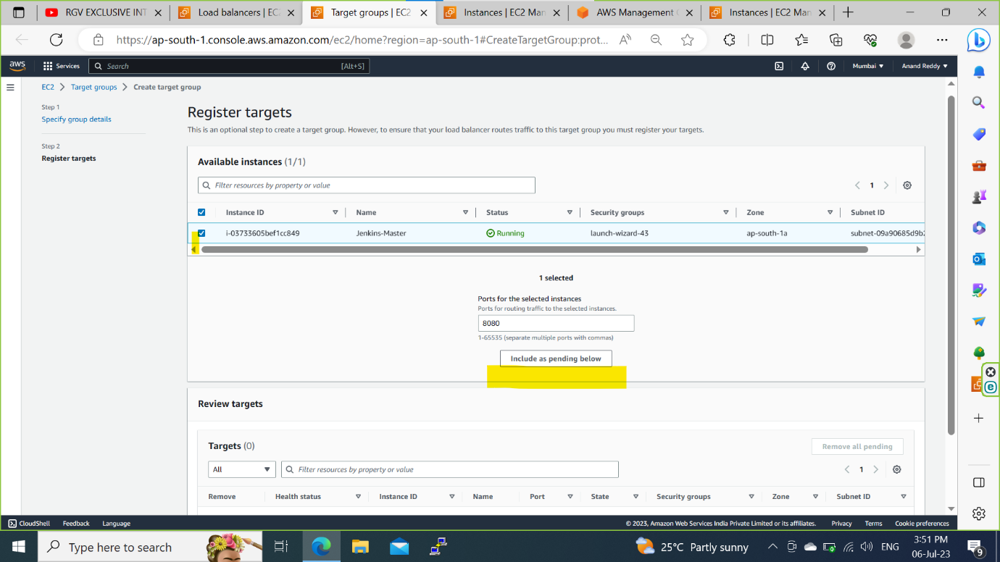 RGV EXCLUSIVE INT
Load balancers | EC
Target groups | EC2
Instances | EC2 Man
AWS Management
Instances | EC2 Man
https://ap-south-1.console.aws.amazon.com/ec2/home?region=ap-south-1#CreateTargetGroup:prot...
aws
Services
Search
[Alt+S]
Mumbai
Anand Reddy
EC2
Target groups
Create target group
Step 1
Specify group details
Step 2
Register targets
Register targets
This is an optional step to create a target group. However, to ensure that your load balancer routes traffic to this target group you must register your targets.
Available instances (1/1)
Filter resources by property or value
1
Instance ID Name Status Security groups Zone Subnet ID
i-03733605bef1cc849 Jenkins-Master Running launch-wizard-43 ap-south-1a subnet-09a90685d9b
1 selected
Ports for the selected instances
Ports for routing traffic to the selected instances.
8080
1-65535 (separate multiple ports with commas)
Include as pending below
Review targets
Targets (0)
Remove all pending
All
Filter resources by property or value
1
Remove Health status Instance ID Name Port State Security groups Zone Subnet ID
CloudShell Feedback Language
© 2023, Amazon Web Services India Private Limited or its affiliates. Privacy Terms Cookie preferences
Type here to search
25°C Partly sunny
ENG
3:51 PM
06-Jul-23
9